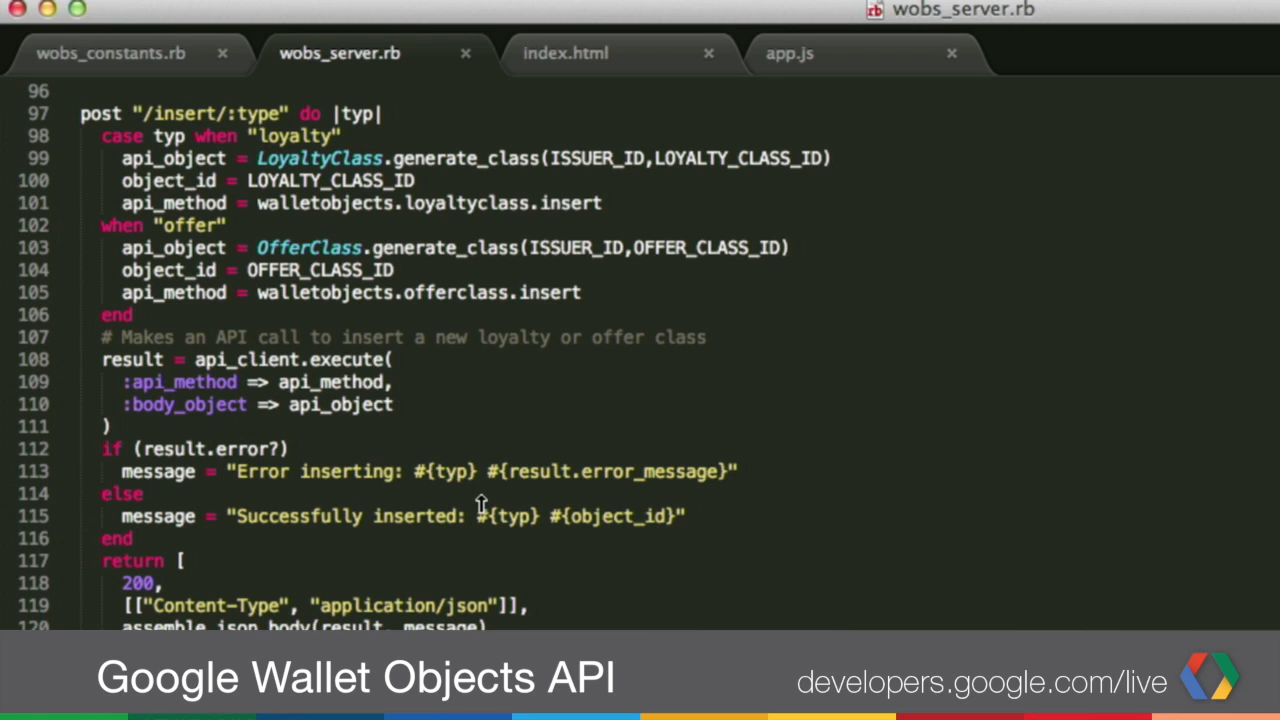 wobs_server.rb
wobs_constants.rb × wobs_server.rb × index.html × app.js ×
96
97 post "/insert/:type" do |typ|
98 case typ when "loyalty"
99 api_object = LoyaltyClass.generate_class(ISSUER_ID,LOYALTY_CLASS_ID)
100 object_id = LOYALTY_CLASS_ID
101 api_method = walletobjects.loyaltyclass.insert
102 when "offer"
103 api_object = OfferClass.generate_class(ISSUER_ID,OFFER_CLASS_ID)
104 object_id = OFFER_CLASS_ID
105 api_method = walletobjects.offerclass.insert
106 end
107 # Makes an API call to insert a new loyalty or offer class
108 result = api_client.execute(
109 :api_method => api_method,
110 :body_object => api_object
111 )
112 if (result.error?)
113 message = "Error inserting: #{typ} #{result.error_message}"
114 else
115 message = "Successfully inserted: #{typ} #{object_id}"
116 end
117 return [
118 200,
119 [["Content-Type", "application/json"]],
120 assemble_json_body(result, message)
Google Wallet Objects API
developers.google.com/live